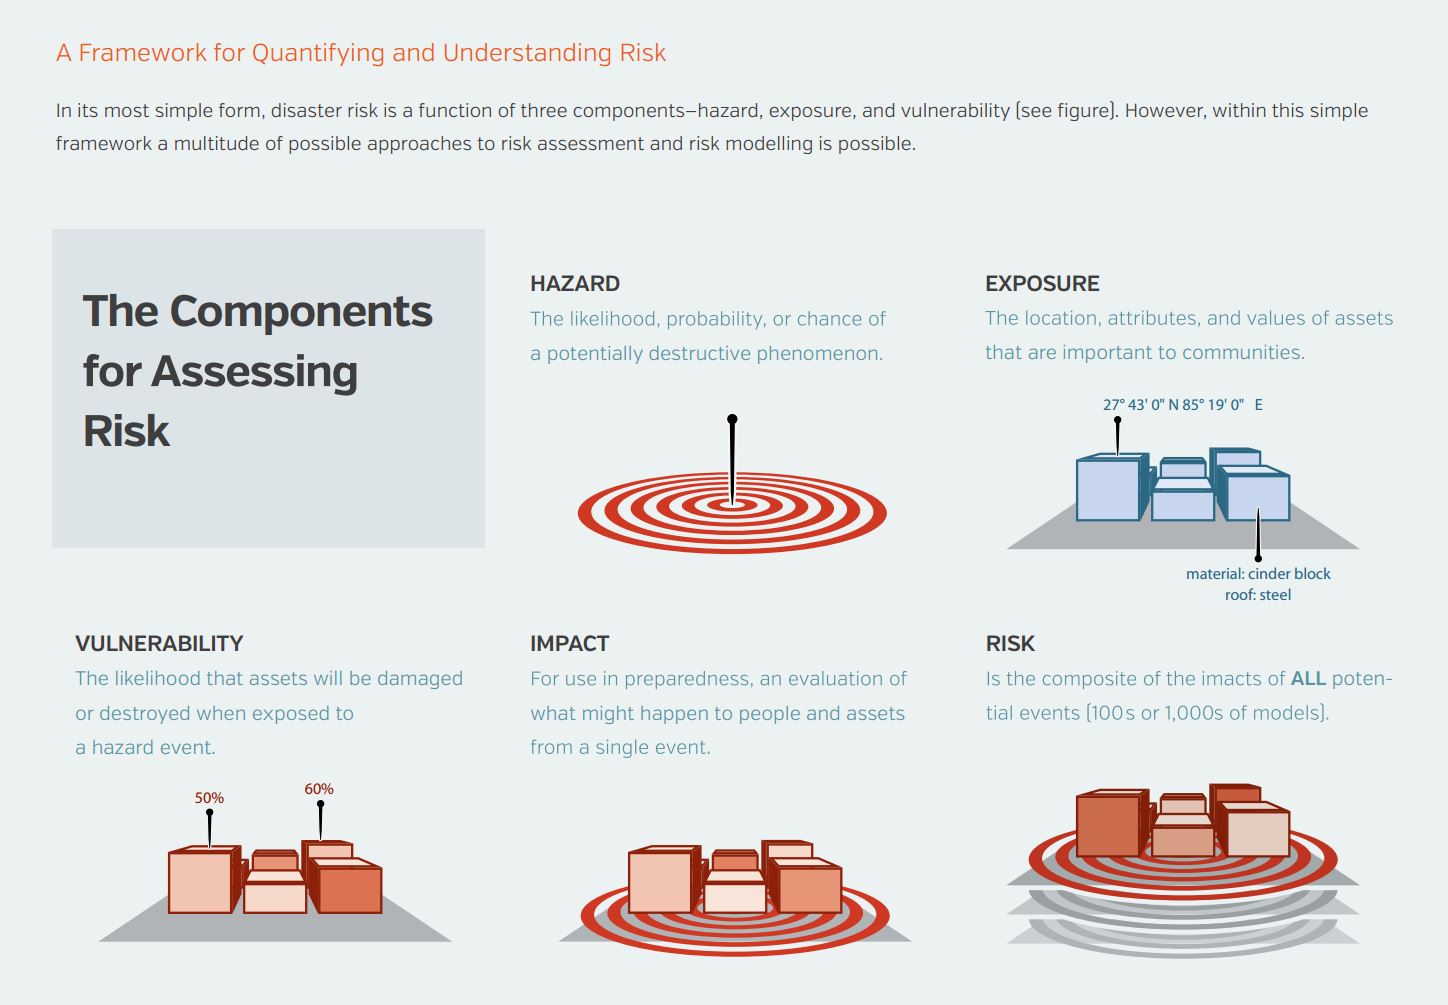 A Framework for Quantifying and Understanding Risk
In its most simple form, disaster risk is a function of three components–hazard, exposure, and vulnerability (see figure). However, within this simple
framework a multitude of possible approaches to risk assessment and risk modelling is possible.
The Components
for Assessing
Risk
HAZARD
The likelihood, probability, or chance of
a potentially destructive phenomenon.
EXPOSURE
The location, attributes, and values of assets
that are important to communities.
27° 43' 0" N 85° 19' 0" E
material: cinder block
roof: steel
VULNERABILITY
The likelihood that assets will be damaged
or destroyed when exposed to
a hazard event.
50%
60%
IMPACT
For use in preparedness, an evaluation of
what might happen to people and assets
from a single event.
RISK
Is the composite of the imacts of ALL poten-
tial events (100s or 1,000s of models).